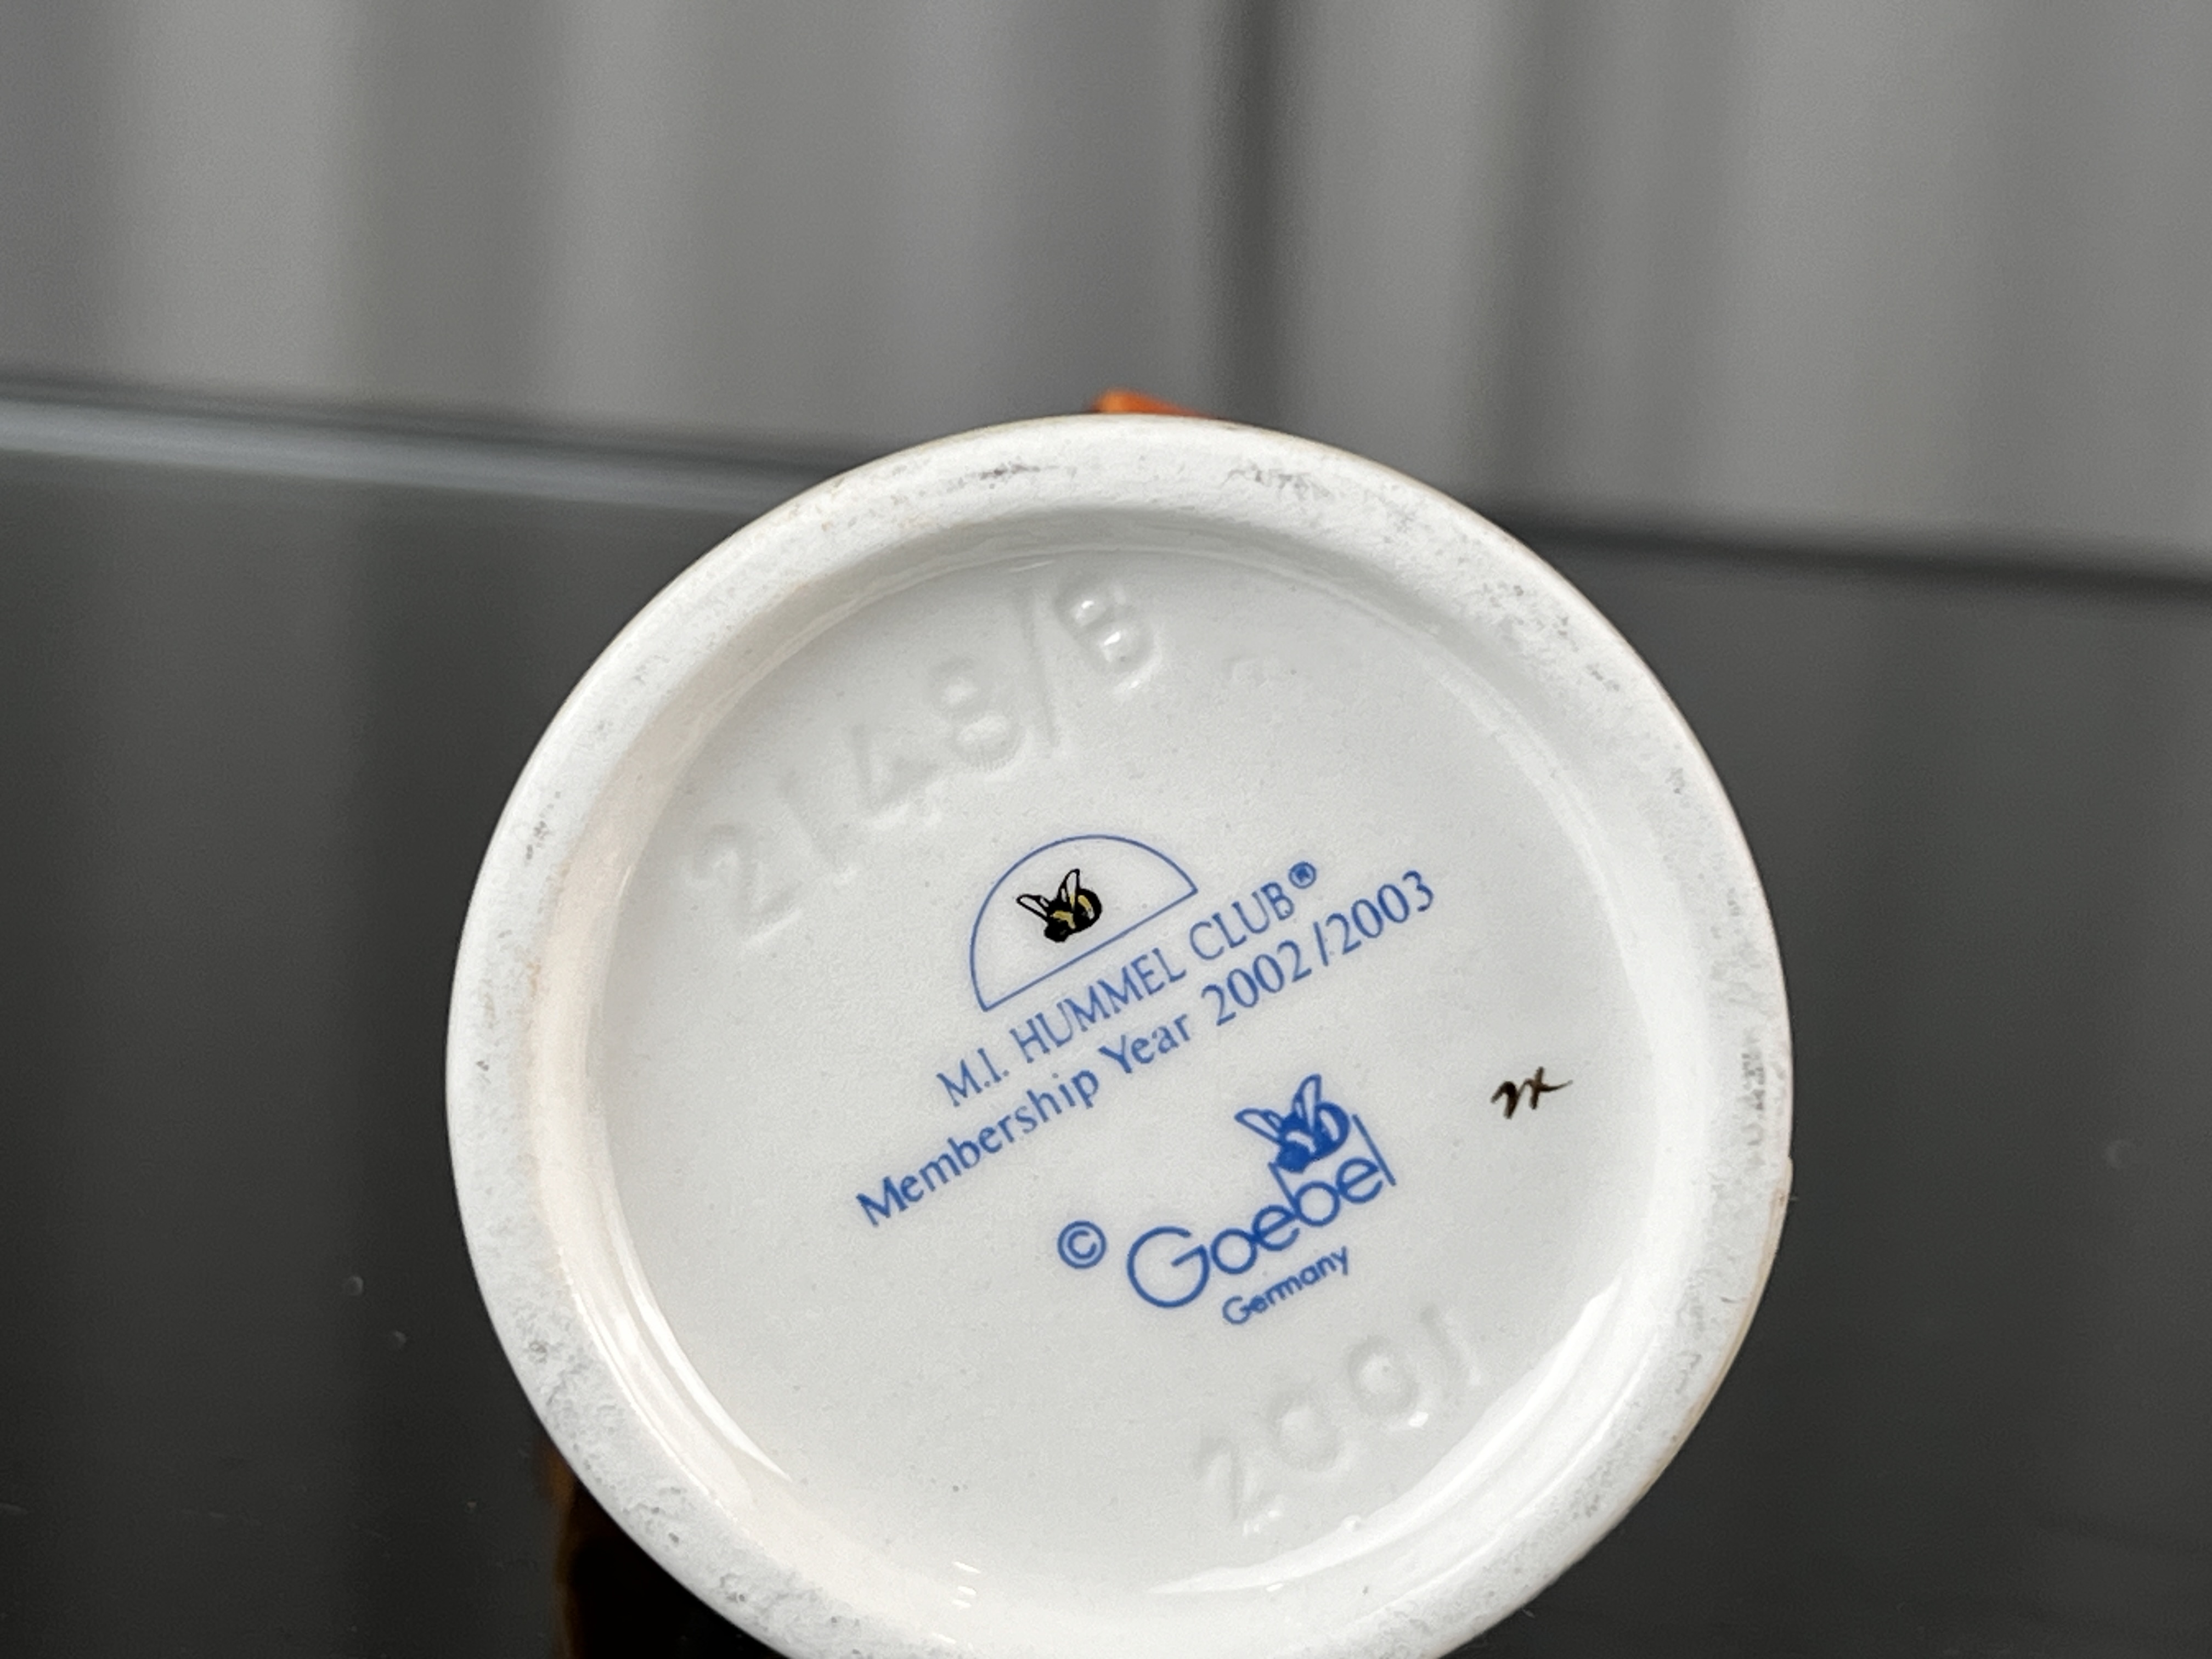 2148/B
M.I. HUMMEL CLUB®
Membership Year 2002/2003
© Goebel
Germany
2001